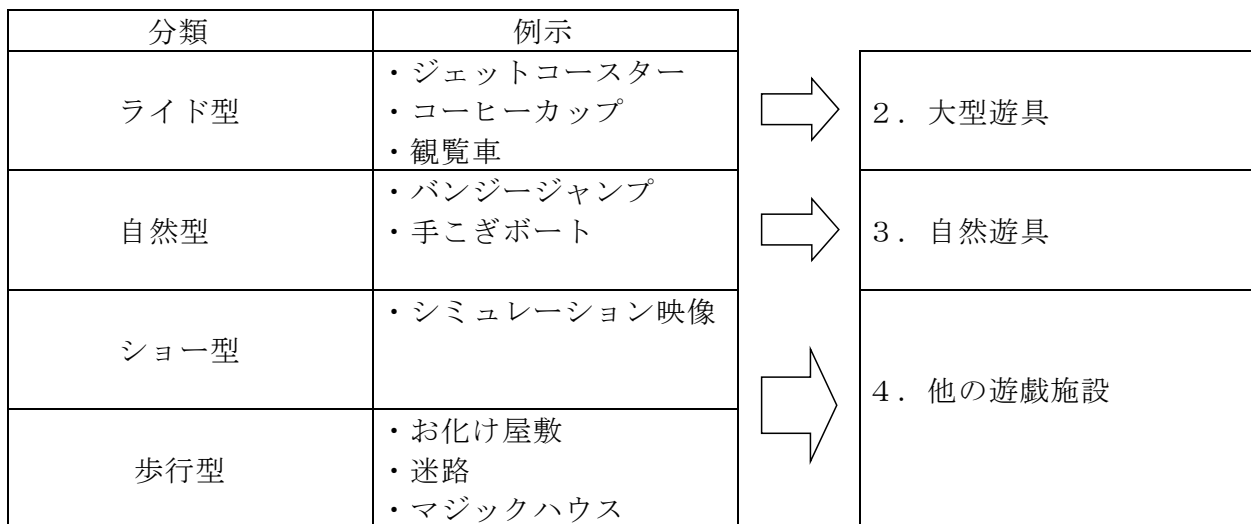 分類
例示
ライド型
・ジェットコースター
・コーヒーカップ
・観覧車
２．大型遊具
自然型
・バンジージャンプ
・手こぎボート
３．自然遊具
ショー型
・シミュレーション映像
４．他の遊戯施設
歩行型
・お化け屋敷
・迷路
・マジックハウス